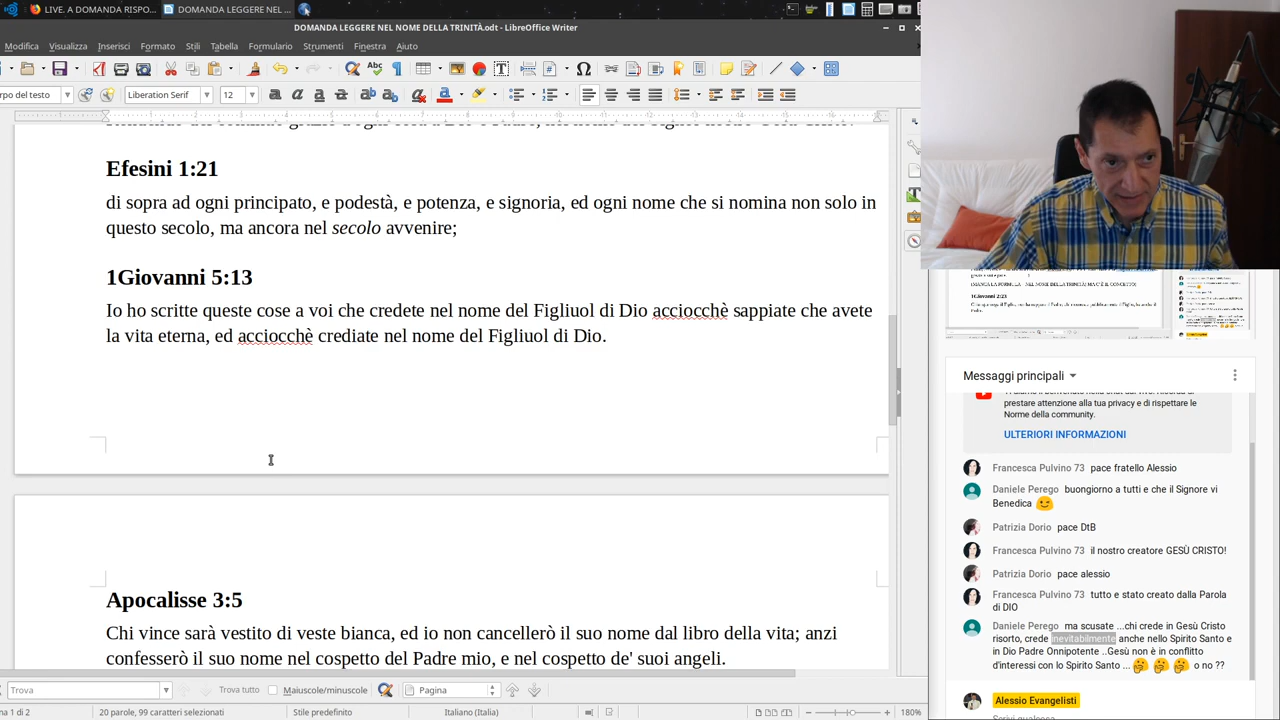 LIVE. A DOMANDA RISPO...
DOMANDA LEGGERE NEL ...
DOMANDA LEGGERE NEL NOME DELLA TRINITÀ.odt - LibreOffice Writer
Modifica Visualizza Inserisci Formato Stili Tabella Formulario Strumenti Finestra Aiuto
rpo del testo Liberation Serif 12
Efesini 1:21
di sopra ad ogni principato, e podestà, e potenza, e signoria, ed ogni nome che si nomina non solo in
questo secolo, ma ancora nel secolo avvenire;
1Giovanni 5:13
Io ho scritte queste cose a voi che credete nel nome del Figliuol di Dio acciocchè sappiate che avete
la vita eterna, ed acciocchè crediate nel nome del Figliuol di Dio.
Apocalisse 3:5
Chi vince sarà vestito di veste bianca, ed io non cancellerò il suo nome dal libro della vita; anzi
confesserò il suo nome nel cospetto del Padre mio, e nel cospetto de' suoi angeli.
Trova Trova tutto Maiuscole/minuscole Pagina
na 1 di 2 20 parole, 99 caratteri selezionati Stile predefinito Italiano (Italia) 180%
Messaggi principali
prestare attenzione alla tua privacy e di rispettare le
Norme della community.
ULTERIORI INFORMAZIONI
Francesca Pulvino 73 pace fratello Alessio
Daniele Perego buongiorno a tutti e che il Signore vi
Benedica
Patrizia Dorio pace DtB
Francesca Pulvino 73 il nostro creatore GESÙ CRISTO!
Patrizia Dorio pace alessio
Francesca Pulvino 73 tutto e stato creato dalla Parola
di DIO
Daniele Perego ma scusate ...chi crede in Gesù Cristo
risorto, crede inevitabilmente anche nello Spirito Santo e
in Dio Padre Onnipotente ..Gesù non è in conflitto
d'interessi con lo Spirito Santo ... o no ??
Alessio Evangelisti